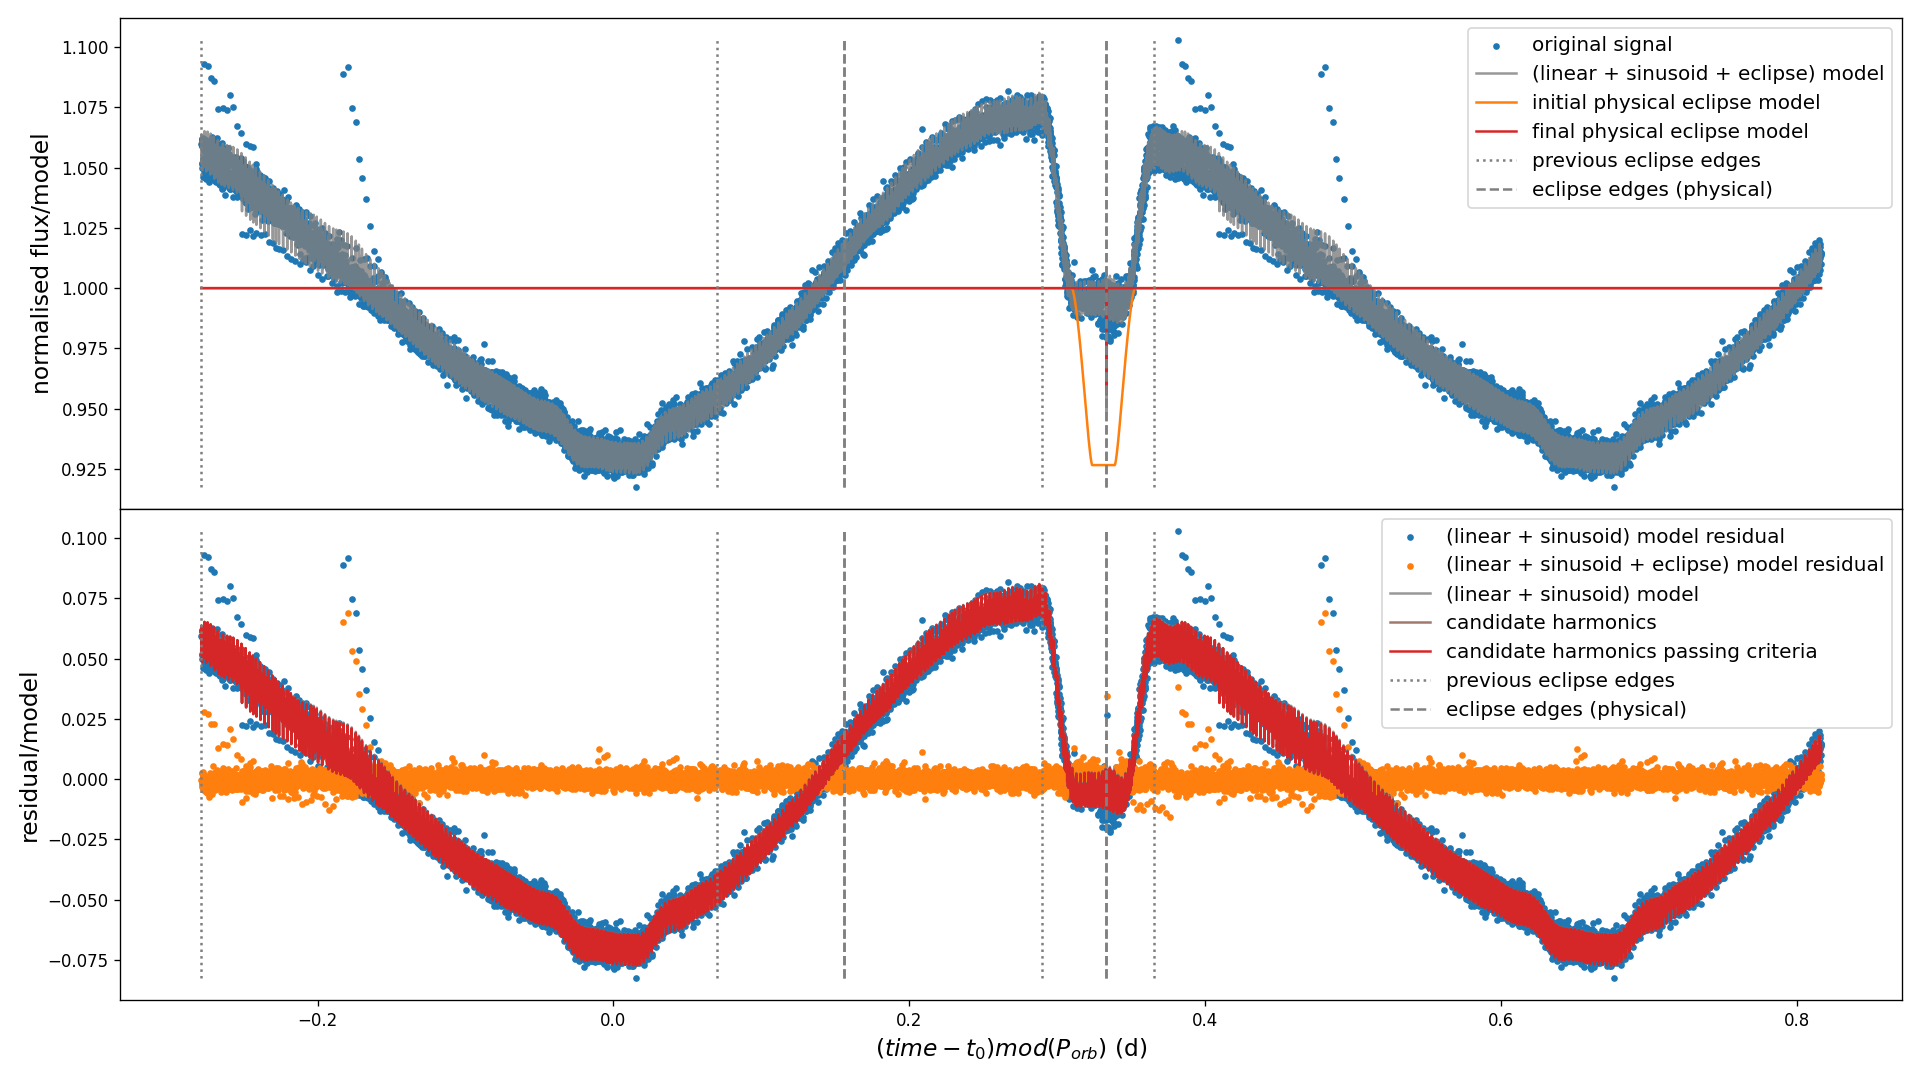 normalised flux/model
1.100
1.075
1.050
1.025
1.000
0.975
0.950
0.925
original signal
(linear + sinusoid + eclipse) model
initial physical eclipse model
final physical eclipse model
previous eclipse edges
eclipse edges (physical)
residual/model
0.100
0.075
0.050
0.025
0.000
−0.025
−0.050
−0.075
(linear + sinusoid) model residual
(linear + sinusoid + eclipse) model residual
(linear + sinusoid) model
candidate harmonics
candidate harmonics passing criteria
previous eclipse edges
eclipse edges (physical)
−0.2 0.0 0.2 0.4 0.6 0.8
(time − t₀)mod(P_orb) (d)